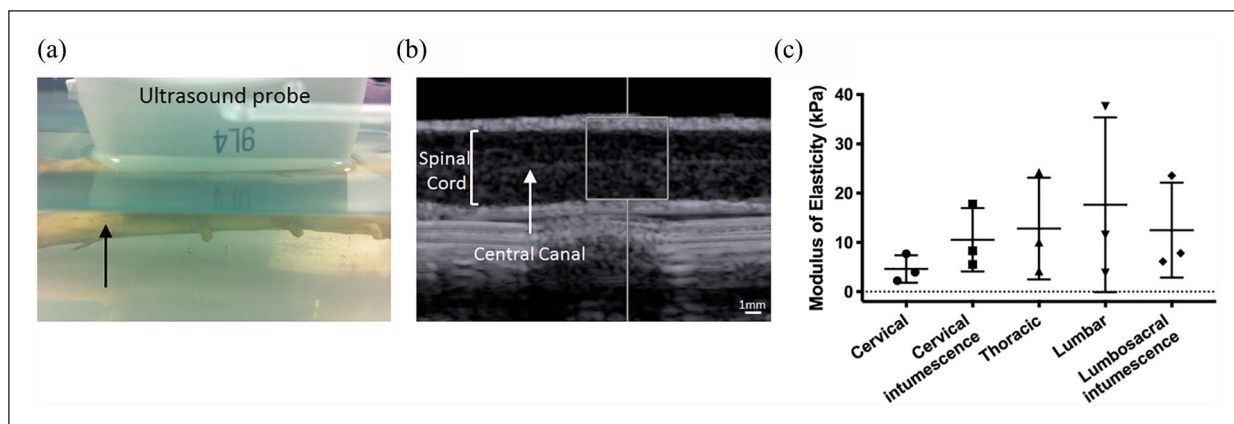 (a)
Ultrasound probe
9L4
(b)
Spinal
Cord
Central Canal
1mm
(c)
Modulus of Elasticity (kPa)
40
30
20
10
0
Cervical
Cervical
intumescence
Thoracic
Lumbar
Lumbosacral
intumescence